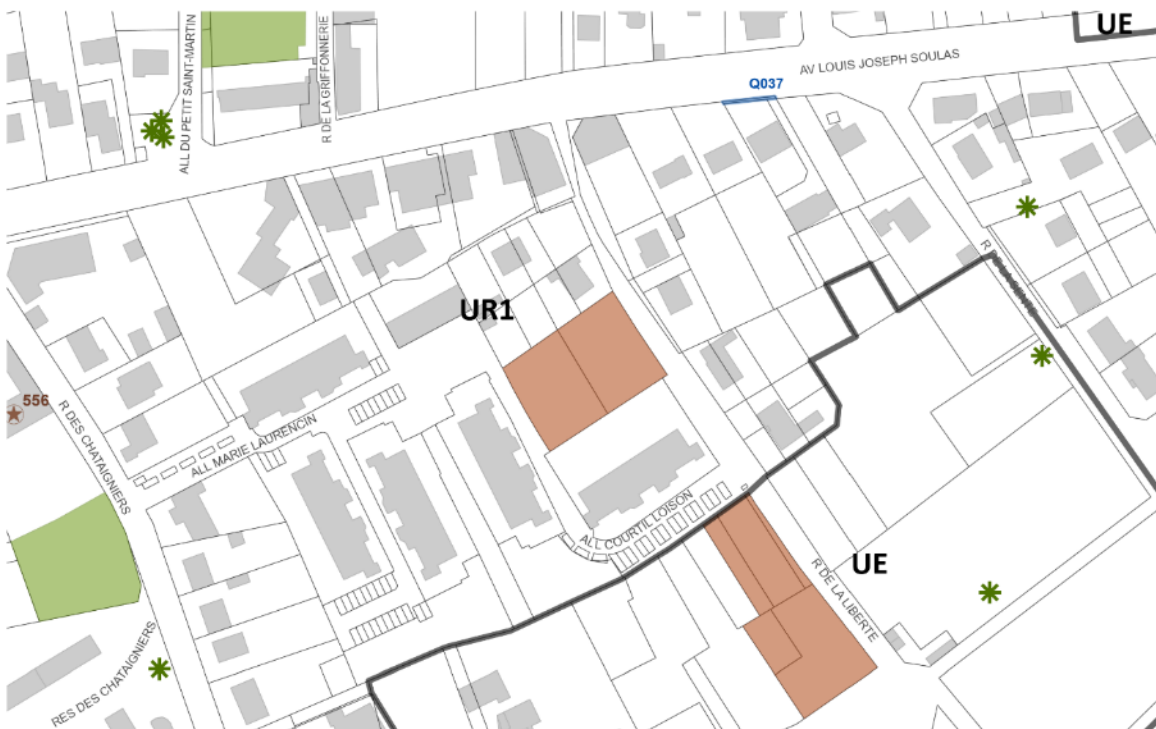 UE
AV LOUIS JOSEPH SOULAS
Q037
ALL DU PETIT SAINT-MARTIN
R DE LA GRIFFONNERIE
UR1
556
R DES CHATAIGNIERS
ALL MARIE LAURENCIN
ALL COURTIL LOISON
R DE LA LIBERTE
UE
RES DES CHATAIGNIERS